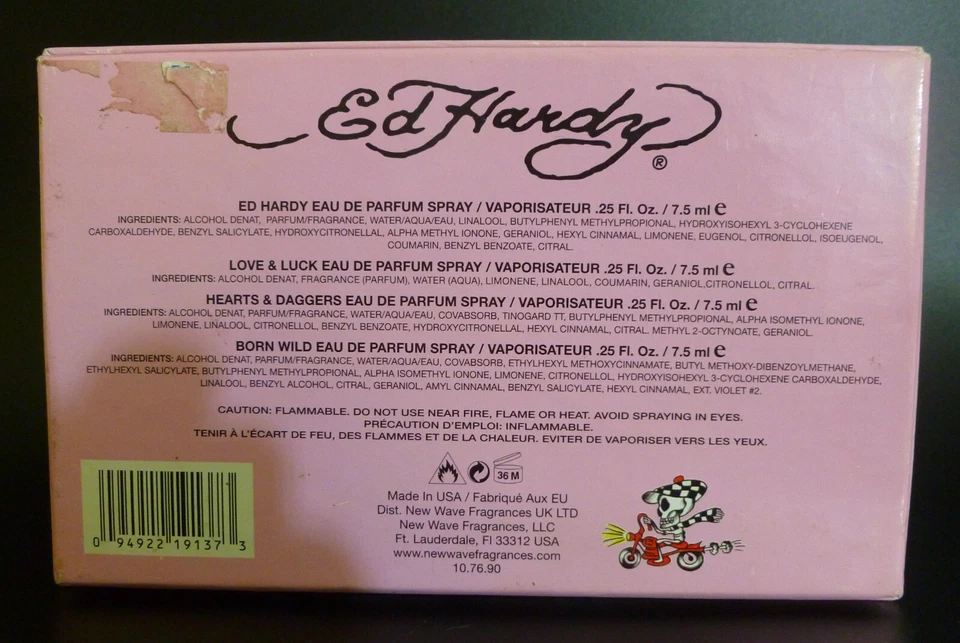 Ed Hardy ®
ED HARDY EAU DE PARFUM SPRAY / VAPORISATEUR .25 Fl. Oz. / 7.5 ml e
INGREDIENTS: ALCOHOL DENAT, PARFUM/FRAGRANCE, WATER/AQUA/EAU, LINALOOL, BUTYLPHENYL METHYLPROPIONAL, HYDROXYISOHEXYL 3-CYCLOHEXENE
CARBOXALDEHYDE, BENZYL SALICYLATE, HYDROXYCITRONELLAL, ALPHA METHYL IONONE, GERANIOL, HEXYL CINNAMAL, LIMONENE, EUGENOL, CITRONELLOL, ISOEUGENOL,
COUMARIN, BENZYL BENZOATE, CITRAL.
LOVE & LUCK EAU DE PARFUM SPRAY / VAPORISATEUR .25 Fl. Oz. / 7.5 ml e
INGREDIENTS: ALCOHOL DENAT, FRAGRANCE (PARFUM), WATER (AQUA), LIMONENE, LINALOOL, COUMARIN, GERANIOL,CITRONELLOL, CITRAL.
HEARTS & DAGGERS EAU DE PARFUM SPRAY / VAPORISATEUR .25 Fl. Oz. / 7.5 ml e
INGREDIENTS: ALCOHOL DENAT, PARFUM/FRAGRANCE, WATER/AQUA/EAU, COVABSORB, TINOGARD TT, BUTYLPHENYL METHYLPROPIONAL, ALPHA ISOMETHYL IONONE,
LIMONENE, LINALOOL, CITRONELLOL, BENZYL BENZOATE, HYDROXYCITRONELLAL, HEXYL CINNAMAL, CITRAL. METHYL 2-OCTYNOATE, GERANIOL.
BORN WILD EAU DE PARFUM SPRAY / VAPORISATEUR .25 Fl. Oz. / 7.5 ml e
INGREDIENTS: ALCOHOL DENAT, PARFUM/FRAGRANCE, WATER/AQUA/EAU, COVABSORB, ETHYLHEXYL METHOXYCINNAMATE, BUTYL METHOXY-DIBENZOYLMETHANE,
ETHYLHEXYL SALICYLATE, BUTYLPHENYL METHYLPROPIONAL, ALPHA ISOMETHYL IONONE, LIMONENE, CITRONELLOL, HYDROXYISOHEXYL 3-CYCLOHEXENE CARBOXALDEHYDE,
LINALOOL, BENZYL ALCOHOL, CITRAL, GERANIOL, AMYL CINNAMAL, BENZYL SALICYLATE, HEXYL CINNAMAL, EXT. VIOLET #2.
CAUTION: FLAMMABLE. DO NOT USE NEAR FIRE, FLAME OR HEAT. AVOID SPRAYING IN EYES.
PRÉCAUTION D'EMPLOI: INFLAMMABLE.
TENIR À L'ÉCART DE FEU, DES FLAMMES ET DE LA CHALEUR. EVITER DE VAPORISER VERS LES YEUX.
36 M
Made In USA / Fabriqué Aux EU
Dist. New Wave Fragrances UK LTD
New Wave Fragrances, LLC
Ft. Lauderdale, Fl 33312 USA
www.newwavefragrances.com
10.76.90
0 94922 19137 3